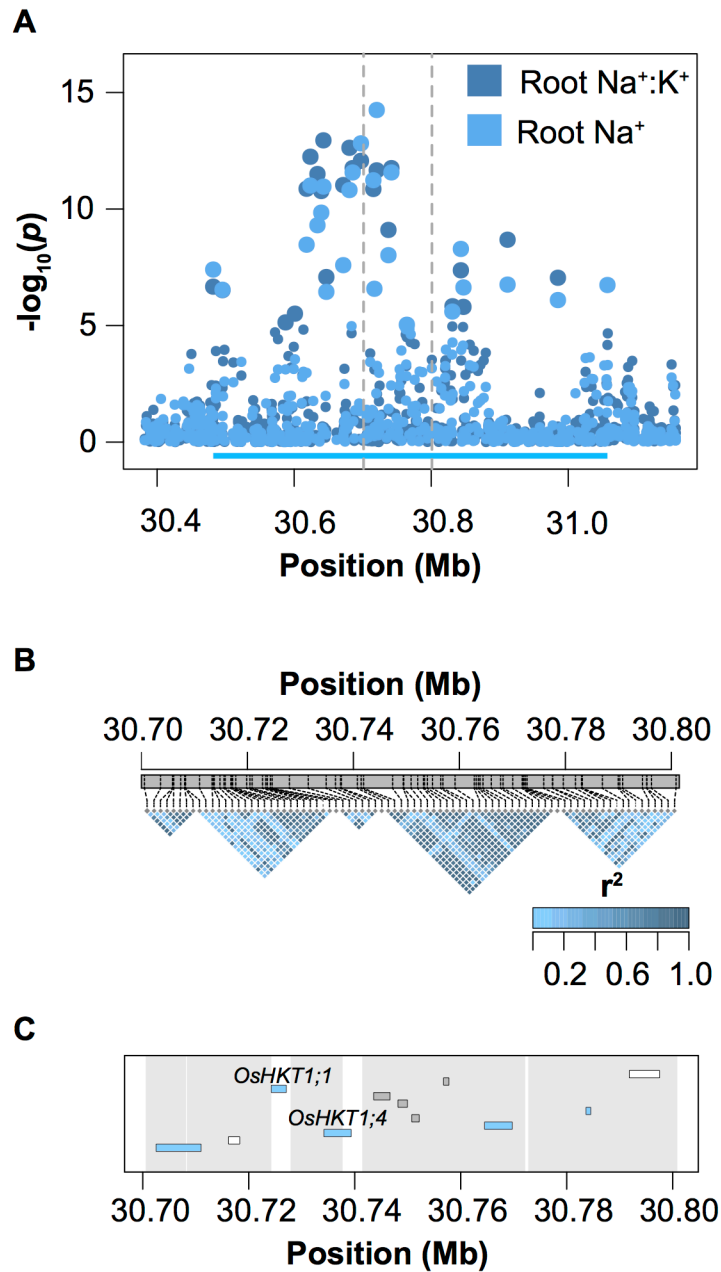 A
-log₁₀(p)
15
10
5
0
Root Na⁺:K⁺
Root Na⁺
30.4 30.6 30.8 31.0
Position (Mb)
B
Position (Mb)
30.70 30.72 30.74 30.76 30.78 30.80
r²
0.2 0.6 1.0
C
OsHKT1;1
OsHKT1;4
30.70 30.72 30.74 30.76 30.78 30.80
Position (Mb)